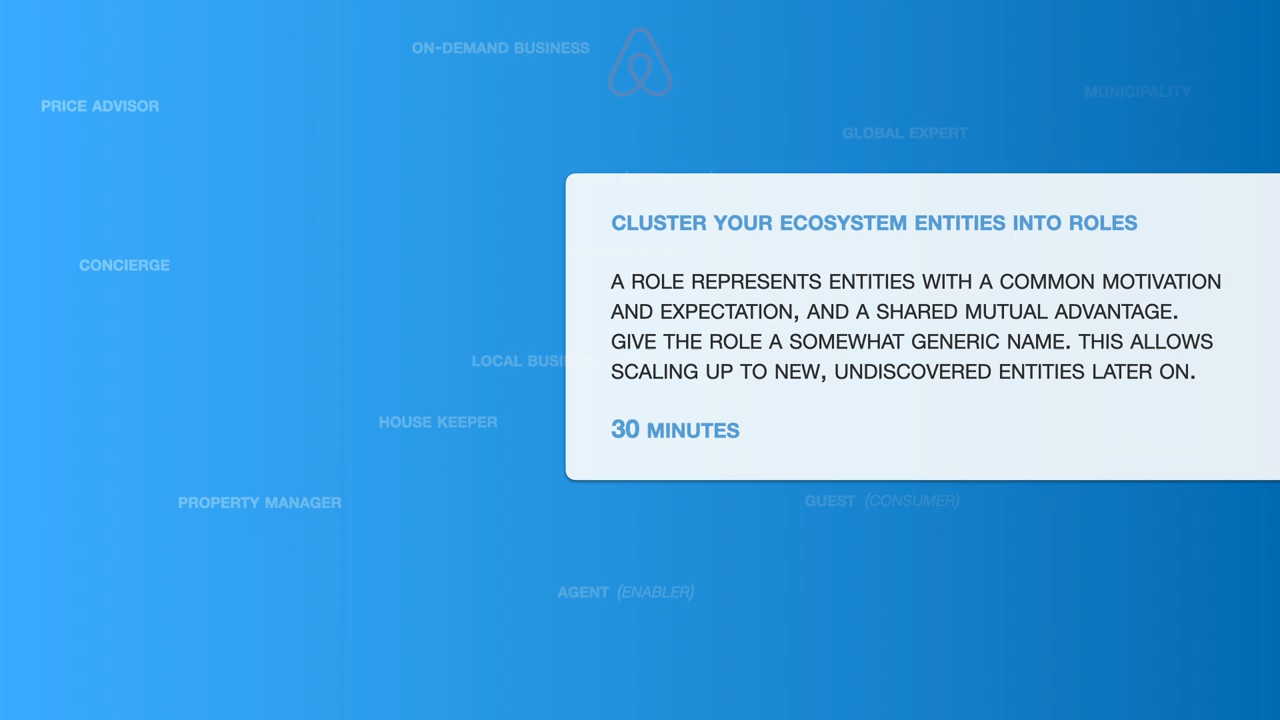 ON-DEMAND BUSINESS
MUNICIPALITY
PRICE ADVISOR
GLOBAL EXPERT
CLUSTER YOUR ECOSYSTEM ENTITIES INTO ROLES
CONCIERGE
A ROLE REPRESENTS ENTITIES WITH A COMMON MOTIVATION
AND EXPECTATION, AND A SHARED MUTUAL ADVANTAGE.
GIVE THE ROLE A SOMEWHAT GENERIC NAME. THIS ALLOWS
SCALING UP TO NEW, UNDISCOVERED ENTITIES LATER ON.
LOCAL BUSINESS
HOUSE KEEPER
30 MINUTES
PROPERTY MANAGER
GUEST (CONSUMER)
AGENT (ENABLER)